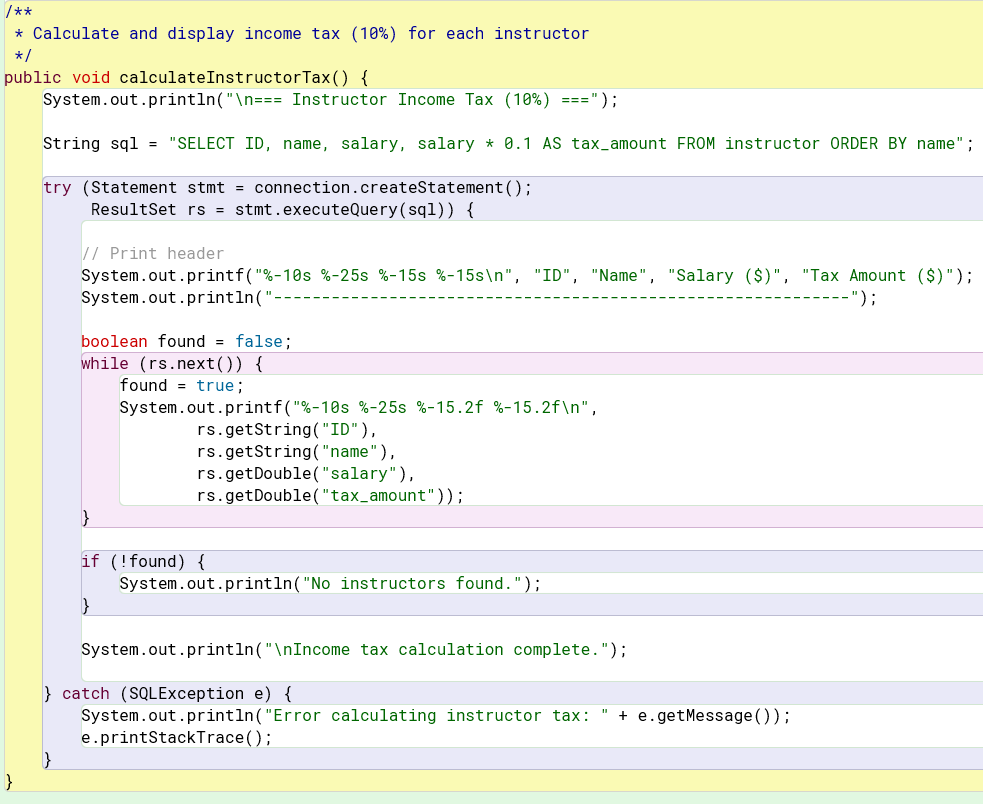 /**
 * Calculate and display income tax (10%) for each instructor
 */
public void calculateInstructorTax() {
    System.out.println("\n=== Instructor Income Tax (10%) ===");

    String sql = "SELECT ID, name, salary, salary * 0.1 AS tax_amount FROM instructor ORDER BY name";

    try (Statement stmt = connection.createStatement();
         ResultSet rs = stmt.executeQuery(sql)) {

        // Print header
        System.out.printf("%-10s %-25s %-15s %-15s\n", "ID", "Name", "Salary ($)", "Tax Amount ($)");
        System.out.println("------------------------------------------------------------");

        boolean found = false;
        while (rs.next()) {
            found = true;
            System.out.printf("%-10s %-25s %-15.2f %-15.2f\n",
                    rs.getString("ID"),
                    rs.getString("name"),
                    rs.getDouble("salary"),
                    rs.getDouble("tax_amount"));
        }

        if (!found) {
            System.out.println("No instructors found.");
        }

        System.out.println("\nIncome tax calculation complete.");

    } catch (SQLException e) {
        System.out.println("Error calculating instructor tax: " + e.getMessage());
        e.printStackTrace();
    }
}